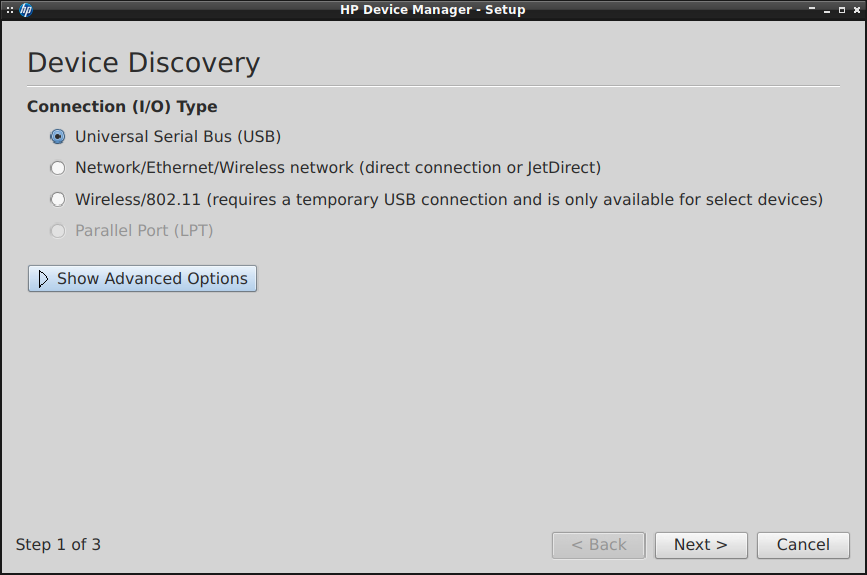 hp HP Device Manager - Setup
Device Discovery
Connection (I/O) Type
Universal Serial Bus (USB)
Network/Ethernet/Wireless network (direct connection or JetDirect)
Wireless/802.11 (requires a temporary USB connection and is only available for select devices)
Parallel Port (LPT)
Show Advanced Options
Step 1 of 3 < Back Next > Cancel